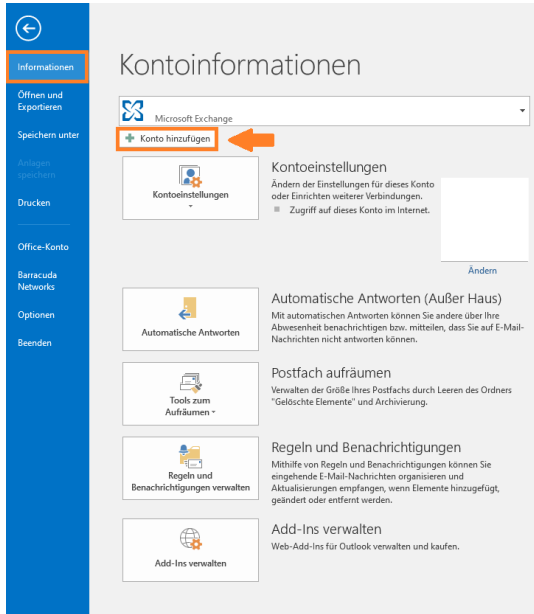 Informationen
Öffnen und
Exportieren
Speichern unter
Anlagen
speichern
Drucken
Office-Konto
Barracuda
Networks
Optionen
Beenden
Kontoinformationen
Microsoft Exchange
Konto hinzufügen
Kontoeinstellungen
Kontoeinstellungen
Ändern der Einstellungen für dieses Konto
oder Einrichten weiterer Verbindungen.
Zugriff auf dieses Konto im Internet.
Ändern
Automatische Antworten
Automatische Antworten (Außer Haus)
Mit automatischen Antworten können Sie andere über Ihre
Abwesenheit benachrichtigen bzw. mitteilen, dass Sie auf E-Mail-
Nachrichten nicht antworten können.
Tools zum
Aufräumen
Postfach aufräumen
Verwalten der Größe Ihres Postfachs durch Leeren des Ordners
"Gelöschte Elemente" und Archivierung.
Regeln und
Benachrichtigungen verwalten
Regeln und Benachrichtigungen
Mithilfe von Regeln und Benachrichtigungen können Sie
eingehende E-Mail-Nachrichten organisieren und
Aktualisierungen empfangen, wenn Elemente hinzugefügt,
geändert oder entfernt werden.
Add-Ins verwalten
Add-Ins verwalten
Web-Add-Ins für Outlook verwalten und kaufen.